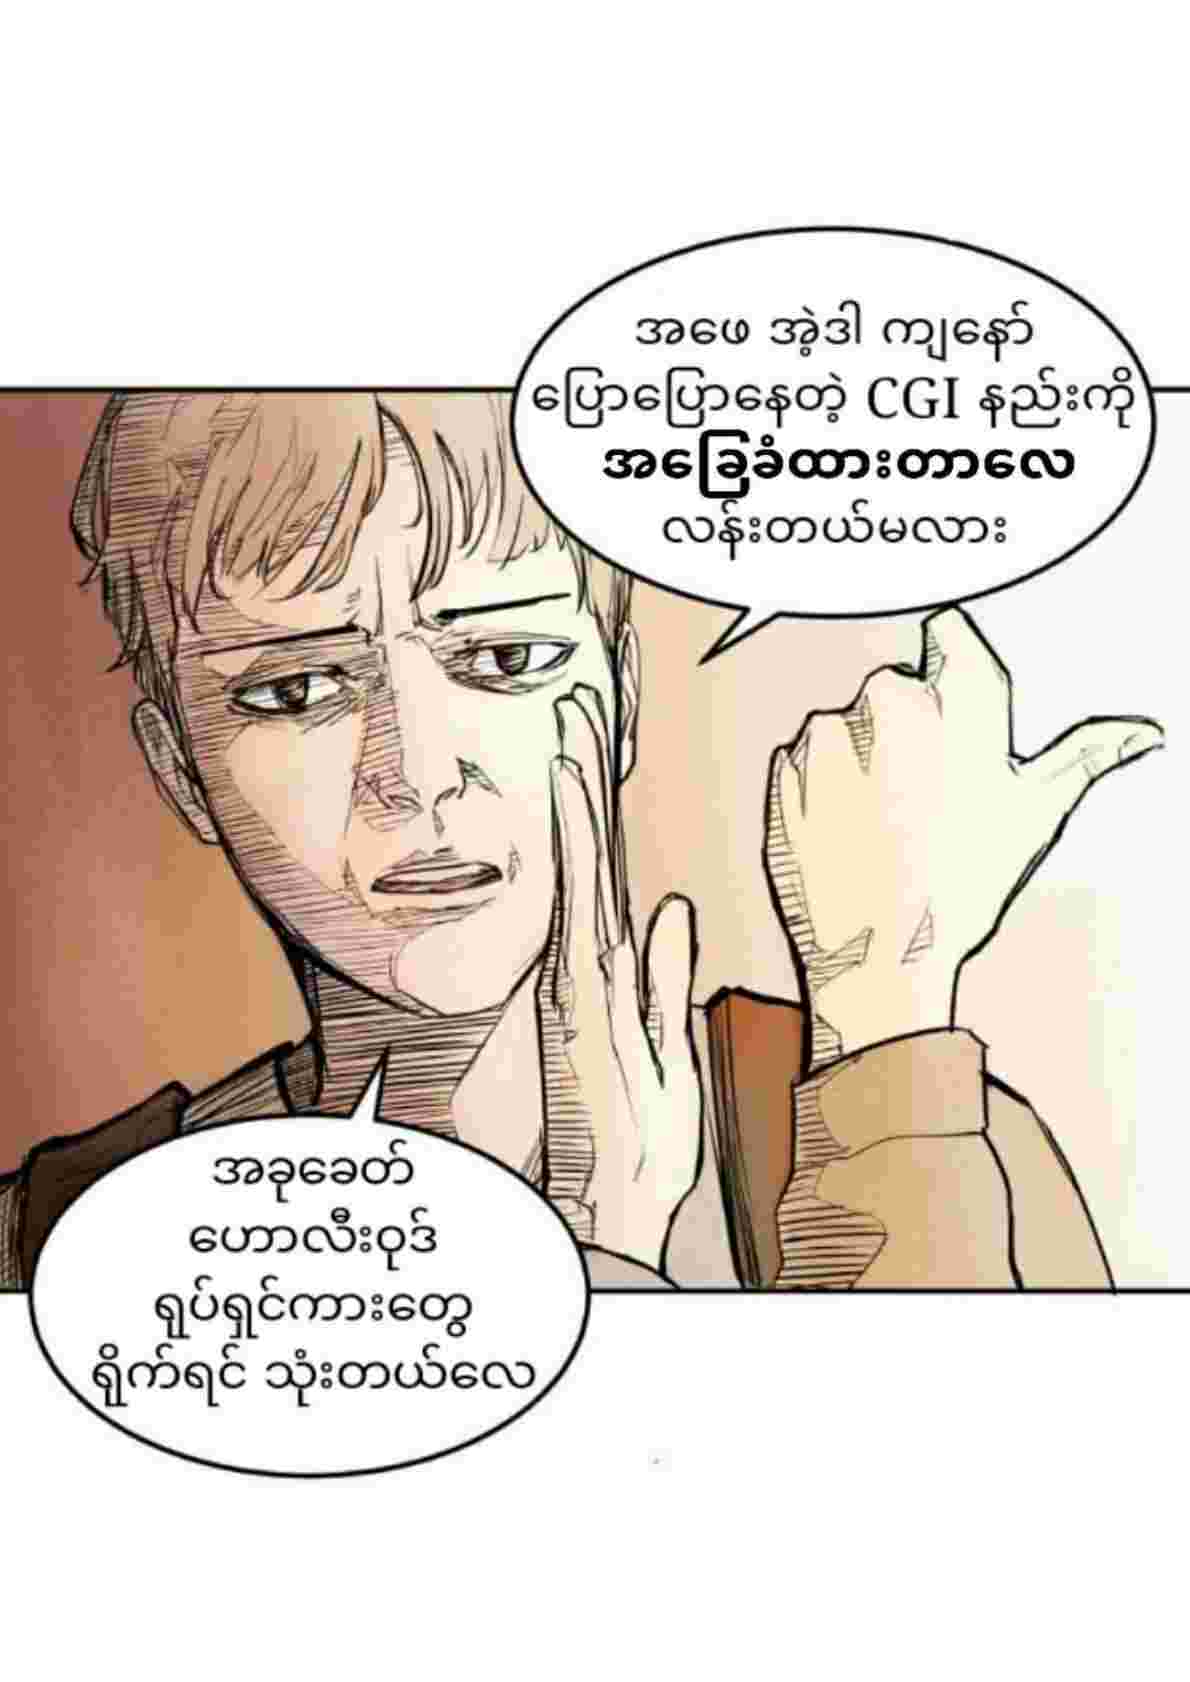 အဖေ အဲ့ဒါ ကျနော်
ပြောပြောနေတဲ့ CGI နည်းကို
အခြေခံထားတာလေ
လန်းတယ်မလား
အခုခေတ်
ဟောလီးဝုဒ်
ရုပ်ရှင်ကားတွေ
ရိုက်ရင် သုံးတယ်လေ